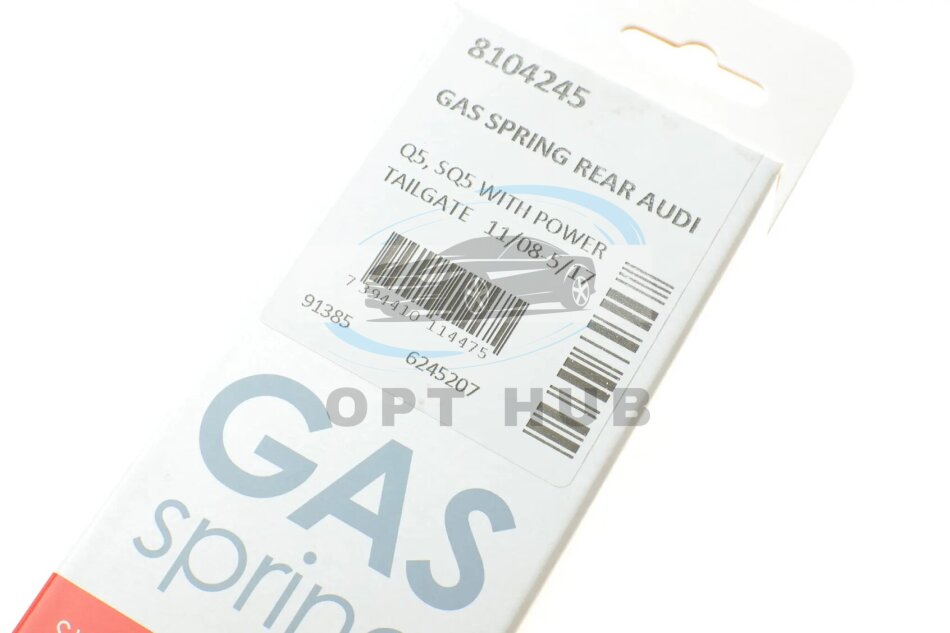 8104245
GAS SPRING REAR AUDI
Q5, SQ5 WITH POWER
TAILGATE 11/08-5/17
7 394410 114475
91385
6245207
OPT HUB
GAS
spring